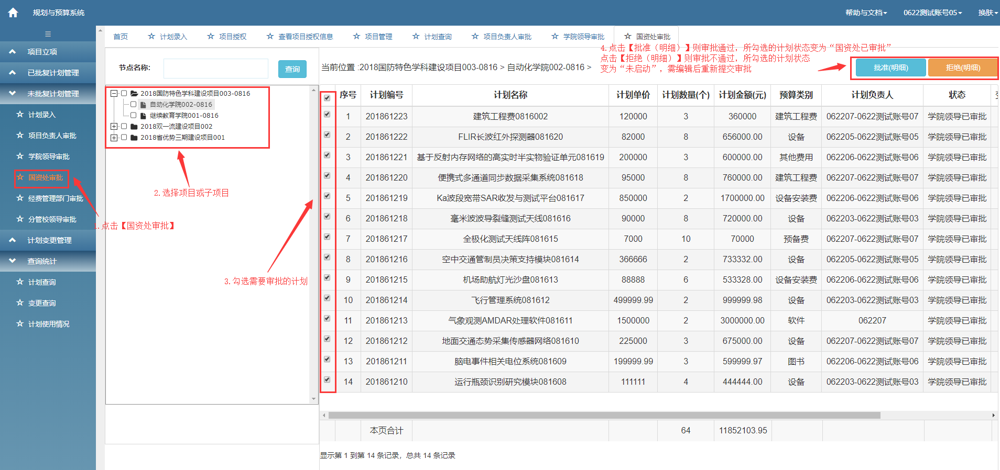 规划与预算系统
帮助与文档
0622测试账号05
换肤
项目立项
已批复计划管理
未批复计划管理
计划录入
项目负责人审批
学院领导审批
国资处审批
经费管理部门审批
分管校领导审批
计划变更管理
查询统计
计划查询
变更查询
计划使用情况
首页
计划录入
项目授权
查看项目授权信息
项目管理
计划查询
项目负责人审批
学院领导审批
国资处审批
节点名称:
查询
2018国防特色学科建设项目003-0816
自动化学院002-0816
继续教育学院001-0816
2018双一流建设项目002
2018省优势三期建设项目001
1.点击【国资处审批】
2.选择项目或子项目
3.勾选需要审批的计划
4.点击【批准（明细）】则审批通过，所勾选的计划状态变为“国资处已审批”
点击【拒绝（明细）】则审批不通过，所勾选的计划状态
变为“未启动”，需编辑后重新提交审批
当前位置 :2018国防特色学科建设项目003-0816 > 自动化学院002-0816 >
批准(明细)
拒绝(明细)
序号 计划编号 计划名称 计划单价 计划数量(个) 计划金额(元) 预算类别 计划负责人 状态
1 201861223 建筑工程费0816002 120000 3 360000 建筑工程费 062207-0622测试账号07 学院领导已审批
2 201861222 FLIR长波红外探测器081620 82000 8 656000.00 设备 062205-0622测试账号05 学院领导已审批
3 201861221 基于反射内存网络的高实时半实物验证单元081619 200000 3 600000.00 其他费用 062206-0622测试账号06 学院领导已审批
4 201861220 便携式多通道同步数据采集系统081618 95000 8 760000.00 建筑工程费 062207-0622测试账号07 学院领导已审批
5 201861219 Ka波段宽带SAR收发与测试平台081617 850000 2 1700000.00 设备安装费 062206-0622测试账号06 学院领导已审批
6 201861218 毫米波波导裂缝测试天线081616 90000 8 720000.00 设备 062203-0622测试账号03 学院领导已审批
7 201861217 全极化测试天线阵081615 7000 10 70000 预备费 062207-0622测试账号07 学院领导已审批
8 201861216 空中交通管制员决策支持模块081614 366666 2 733332.00 设备 062205-0622测试账号05 学院领导已审批
9 201861215 机场助航灯光沙盘081613 88888 6 533328.00 设备安装费 062206-0622测试账号06 学院领导已审批
10 201861214 飞行管理系统081612 499999.99 2 999999.98 设备 062203-0622测试账号03 学院领导已审批
11 201861213 气象观测AMDAR处理软件081611 1500000 2 3000000.00 软件 062207 学院领导已审批
12 201861212 地面交通态势采集传感器网络081610 225000 3 675000.00 设备 062207-0622测试账号07 学院领导已审批
13 201861211 脑电事件相关电位系统081609 199999.99 3 599999.97 图书 062206-0622测试账号06 学院领导已审批
14 201861210 运行瓶颈识别研究模块081608 111111 4 444444.00 设备 062203-0622测试账号03 学院领导已审批
本页合计 64 11852103.95
显示第 1 到第 14 条记录，总共 14 条记录